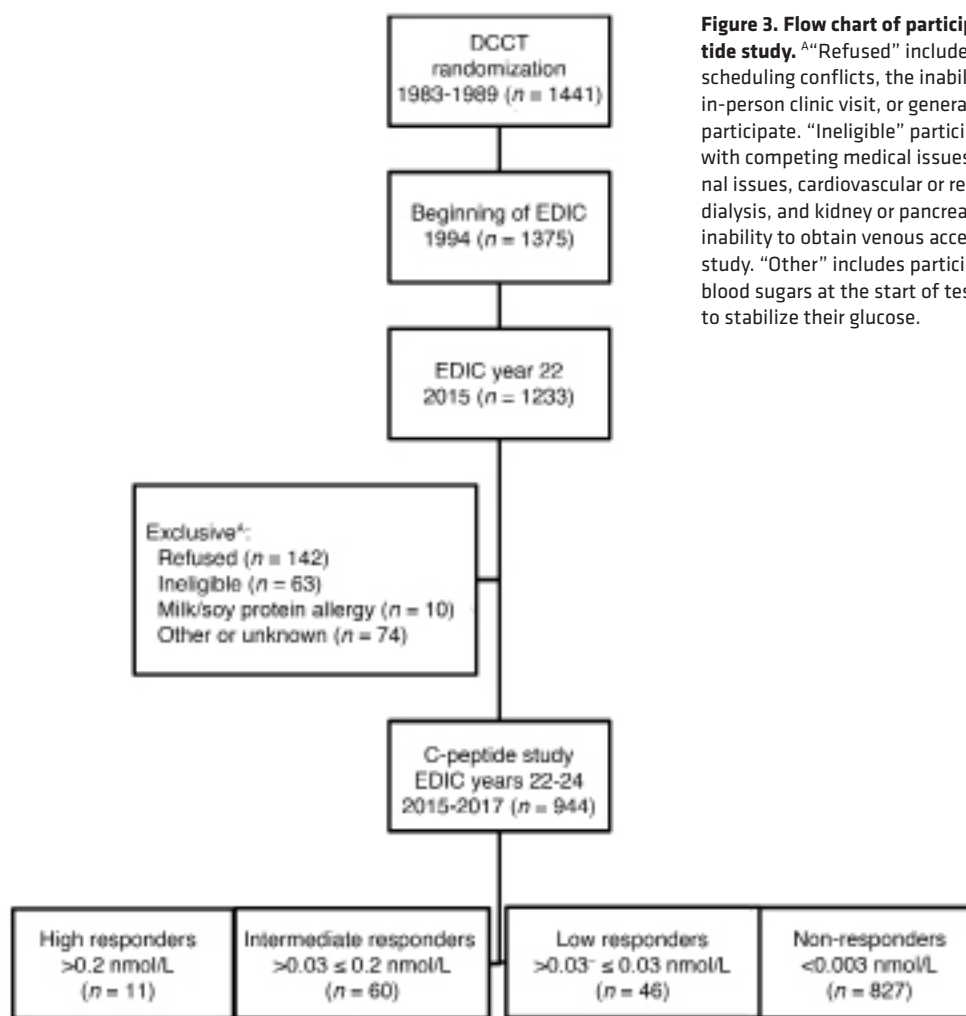 DCCT
randomization
1983-1989 (n = 1441)
Beginning of EDIC
1994 (n = 1375)
EDIC year 22
2015 (n = 1233)
Exclusive^A:
Refused (n = 142)
Ineligible (n = 63)
Milk/soy protein allergy (n = 10)
Other or unknown (n = 74)
C-peptide study
EDIC years 22-24
2015-2017 (n = 944)
High responders
>0.2 nmol/L
(n = 11)
Intermediate responders
>0.03 ≤ 0.2 nmol/L
(n = 60)
Low responders
>0.03⁻ ≤ 0.03 nmol/L
(n = 46)
Non-responders
<0.003 nmol/L
(n = 827)
Figure 3. Flow chart of particip
tide study. ^A“Refused” include
scheduling conflicts, the inabil
in-person clinic visit, or genera
participate. “Ineligible” partici
with competing medical issues
nal issues, cardiovascular or re
dialysis, and kidney or pancrea
inability to obtain venous acce
study. “Other” includes partici
blood sugars at the start of tes
to stabilize their glucose.